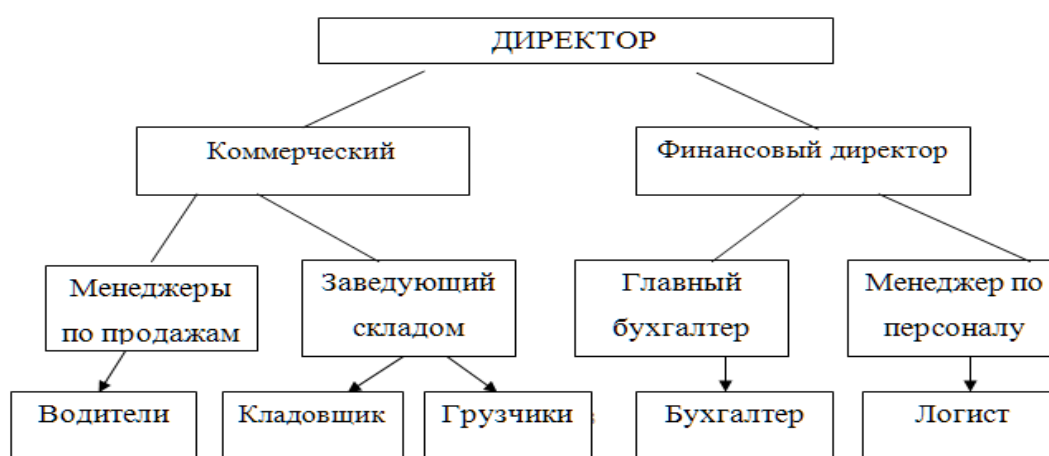 ДИРЕКТОР
Коммерческий
Финансовый директор
Менеджеры
по продажам
Заведующий
складом
Главный
бухгалтер
Менеджер по
персоналу
Водители
Кладовщик
Грузчики
Бухгалтер
Логист